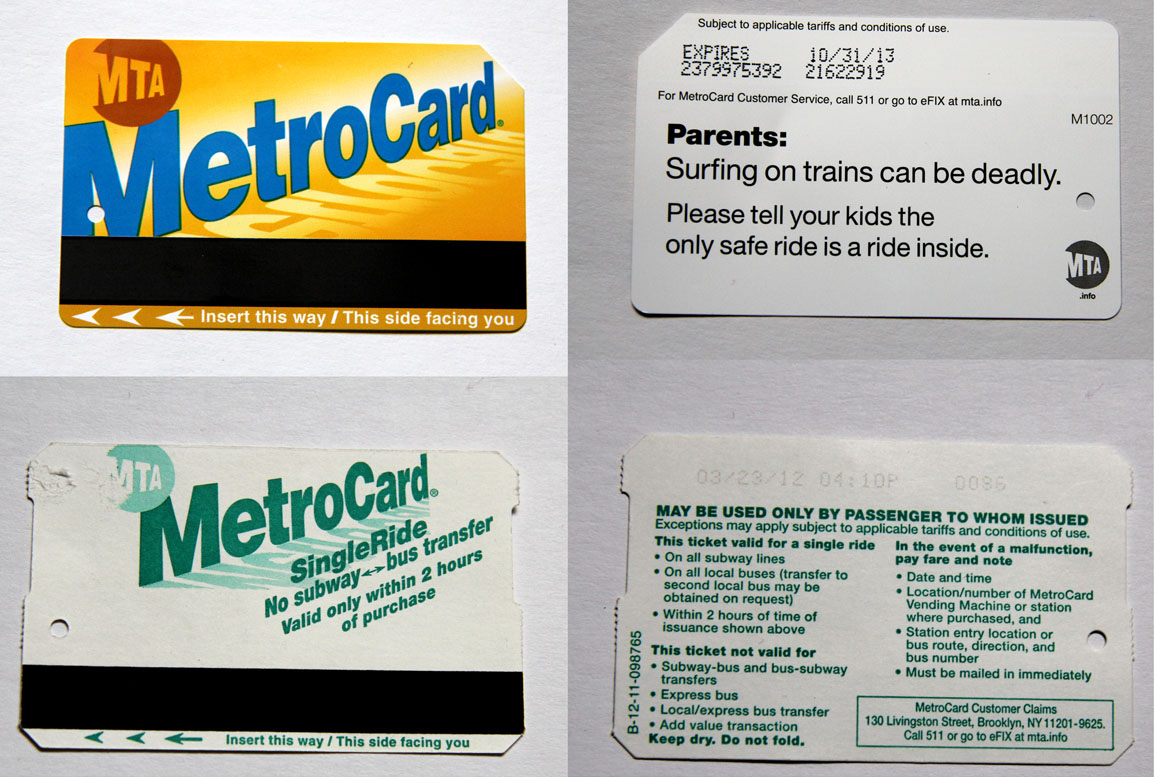 MTA
MetroCard®
Insert this way / This side facing you
Subject to applicable tariffs and conditions of use.
EXPIRES 10/31/13
2379975392 21622919
For MetroCard Customer Service, call 511 or go to eFIX at mta.info
M1002
Parents:
Surfing on trains can be deadly.
Please tell your kids the
only safe ride is a ride inside.
MTA
.info
MTA
MetroCard®
SingleRide
No subway↔bus transfer
Valid only within 2 hours
of purchase
Insert this way / This side facing you
03/23/12 04:10P 0086
MAY BE USED ONLY BY PASSENGER TO WHOM ISSUED
Exceptions may apply subject to applicable tariffs and conditions of use.
This ticket valid for a single ride
• On all subway lines
• On all local buses (transfer to
second local bus may be
obtained on request)
• Within 2 hours of time of
issuance shown above
This ticket not valid for
• Subway-bus and bus-subway
transfers
• Express bus
• Local/express bus transfer
• Add value transaction
Keep dry. Do not fold.
In the event of a malfunction,
pay fare and note
• Date and time
• Location/number of MetroCard
Vending Machine or station
where purchased, and
• Station entry location or
bus route, direction, and
bus number
• Must be mailed in immediately
MetroCard Customer Claims
130 Livingston Street, Brooklyn, NY 11201-9625.
Call 511 or go to eFIX at mta.info
B-12-11-098765